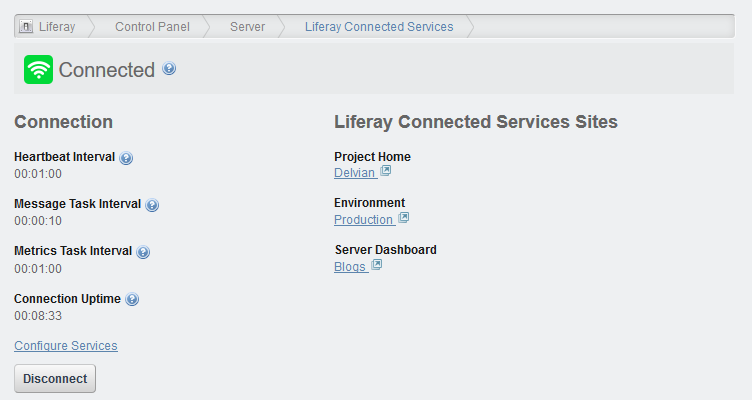 Liferay Control Panel Server Liferay Connected Services
Connected
Connection
Heartbeat Interval
00:01:00
Message Task Interval
00:00:10
Metrics Task Interval
00:01:00
Connection Uptime
00:08:33
Configure Services
Disconnect
Liferay Connected Services Sites
Project Home
Delvian
Environment
Production
Server Dashboard
Blogs